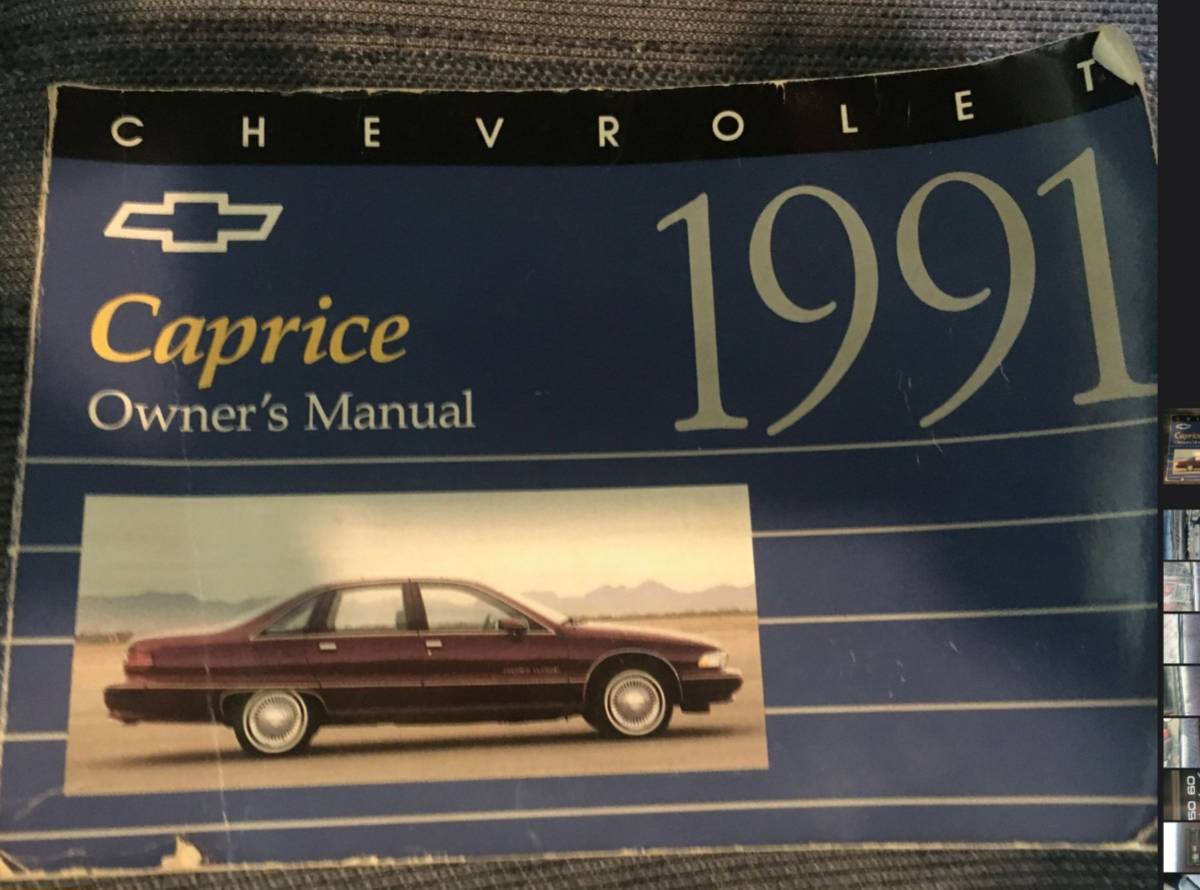 CHEVROLET
1991
Caprice
Owner's Manual